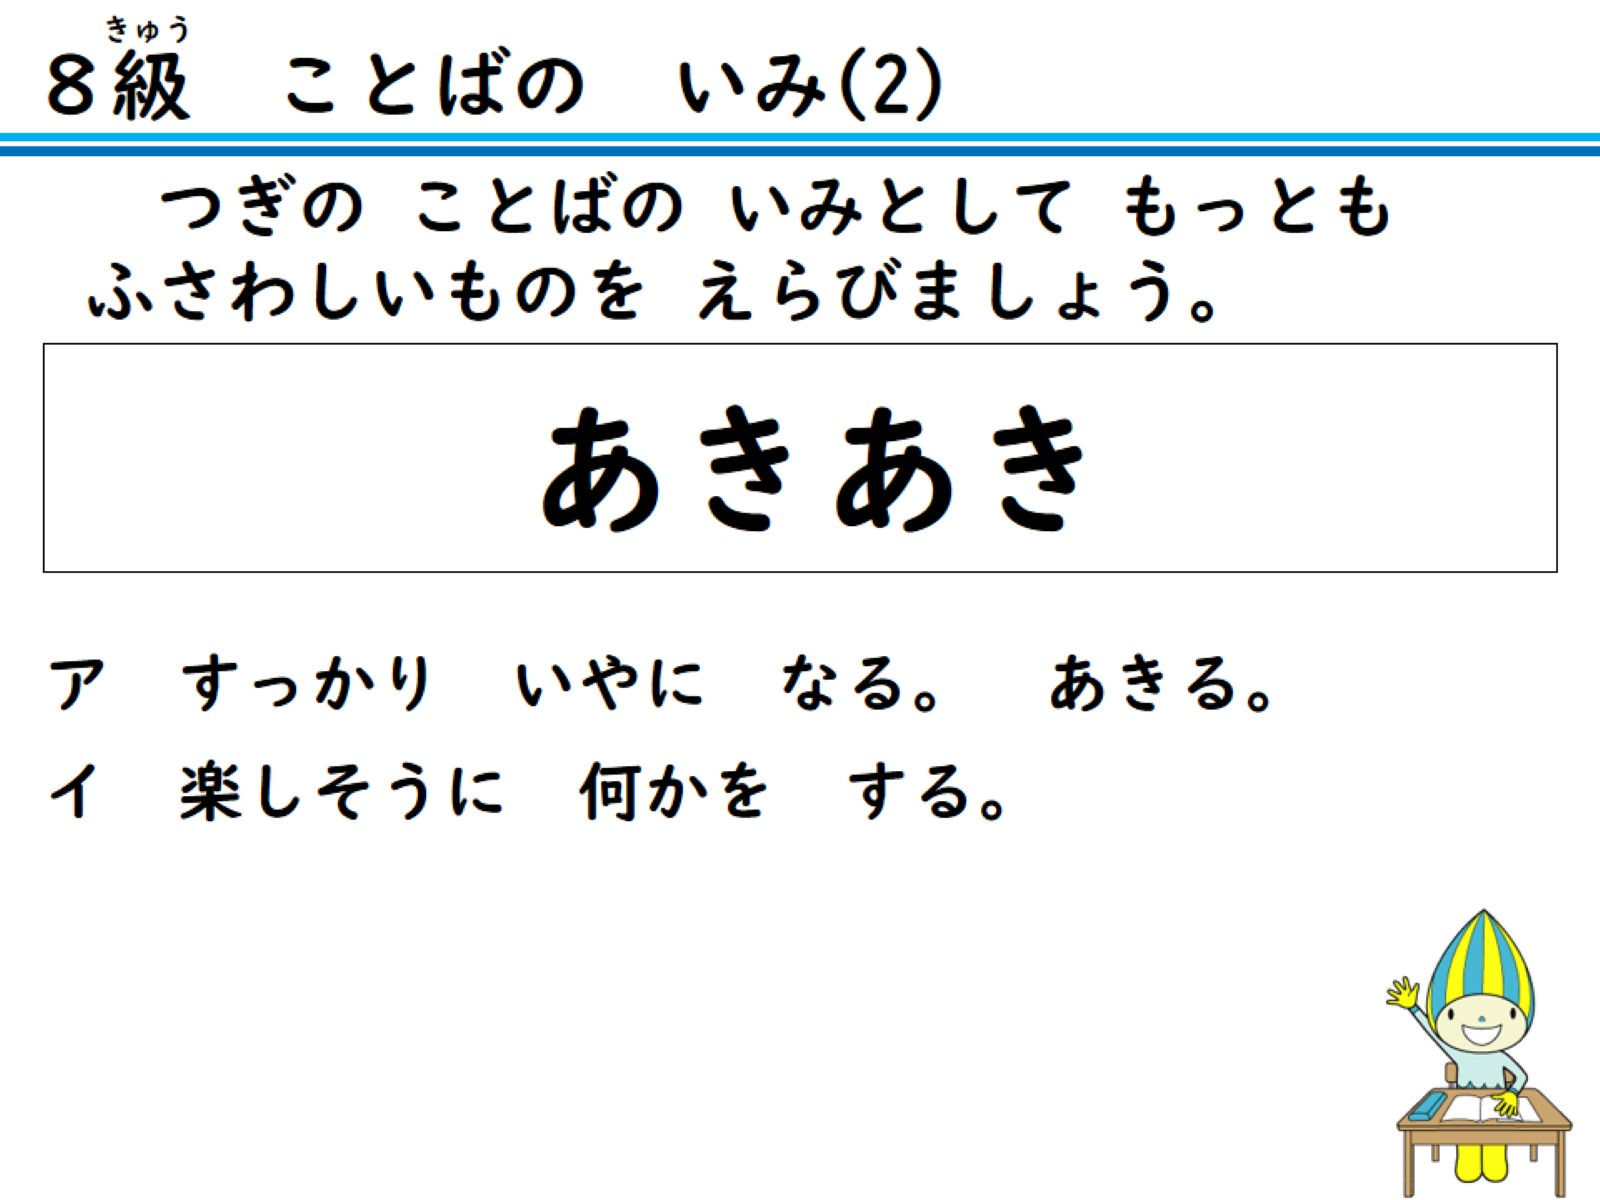 きゅう
８級　ことばの　いみ(2)
つぎの ことばの いみとして もっとも
ふさわしいものを えらびましょう。
あきあき
ア　すっかり　いやに　なる。　あきる。
イ　楽しそうに　何かを　する。